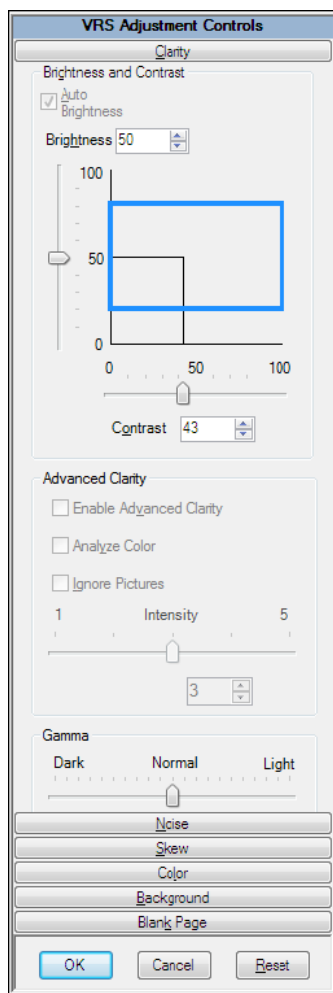 VRS Adjustment Controls
Clarity
Brightness and Contrast
Auto
Brightness
Brightness 50
100
50
0
0 50 100
Contrast 43
Advanced Clarity
Enable Advanced Clarity
Analyze Color
Ignore Pictures
1 Intensity 5
3
Gamma
Dark Normal Light
Noise
Skew
Color
Background
Blank Page
OK Cancel Reset